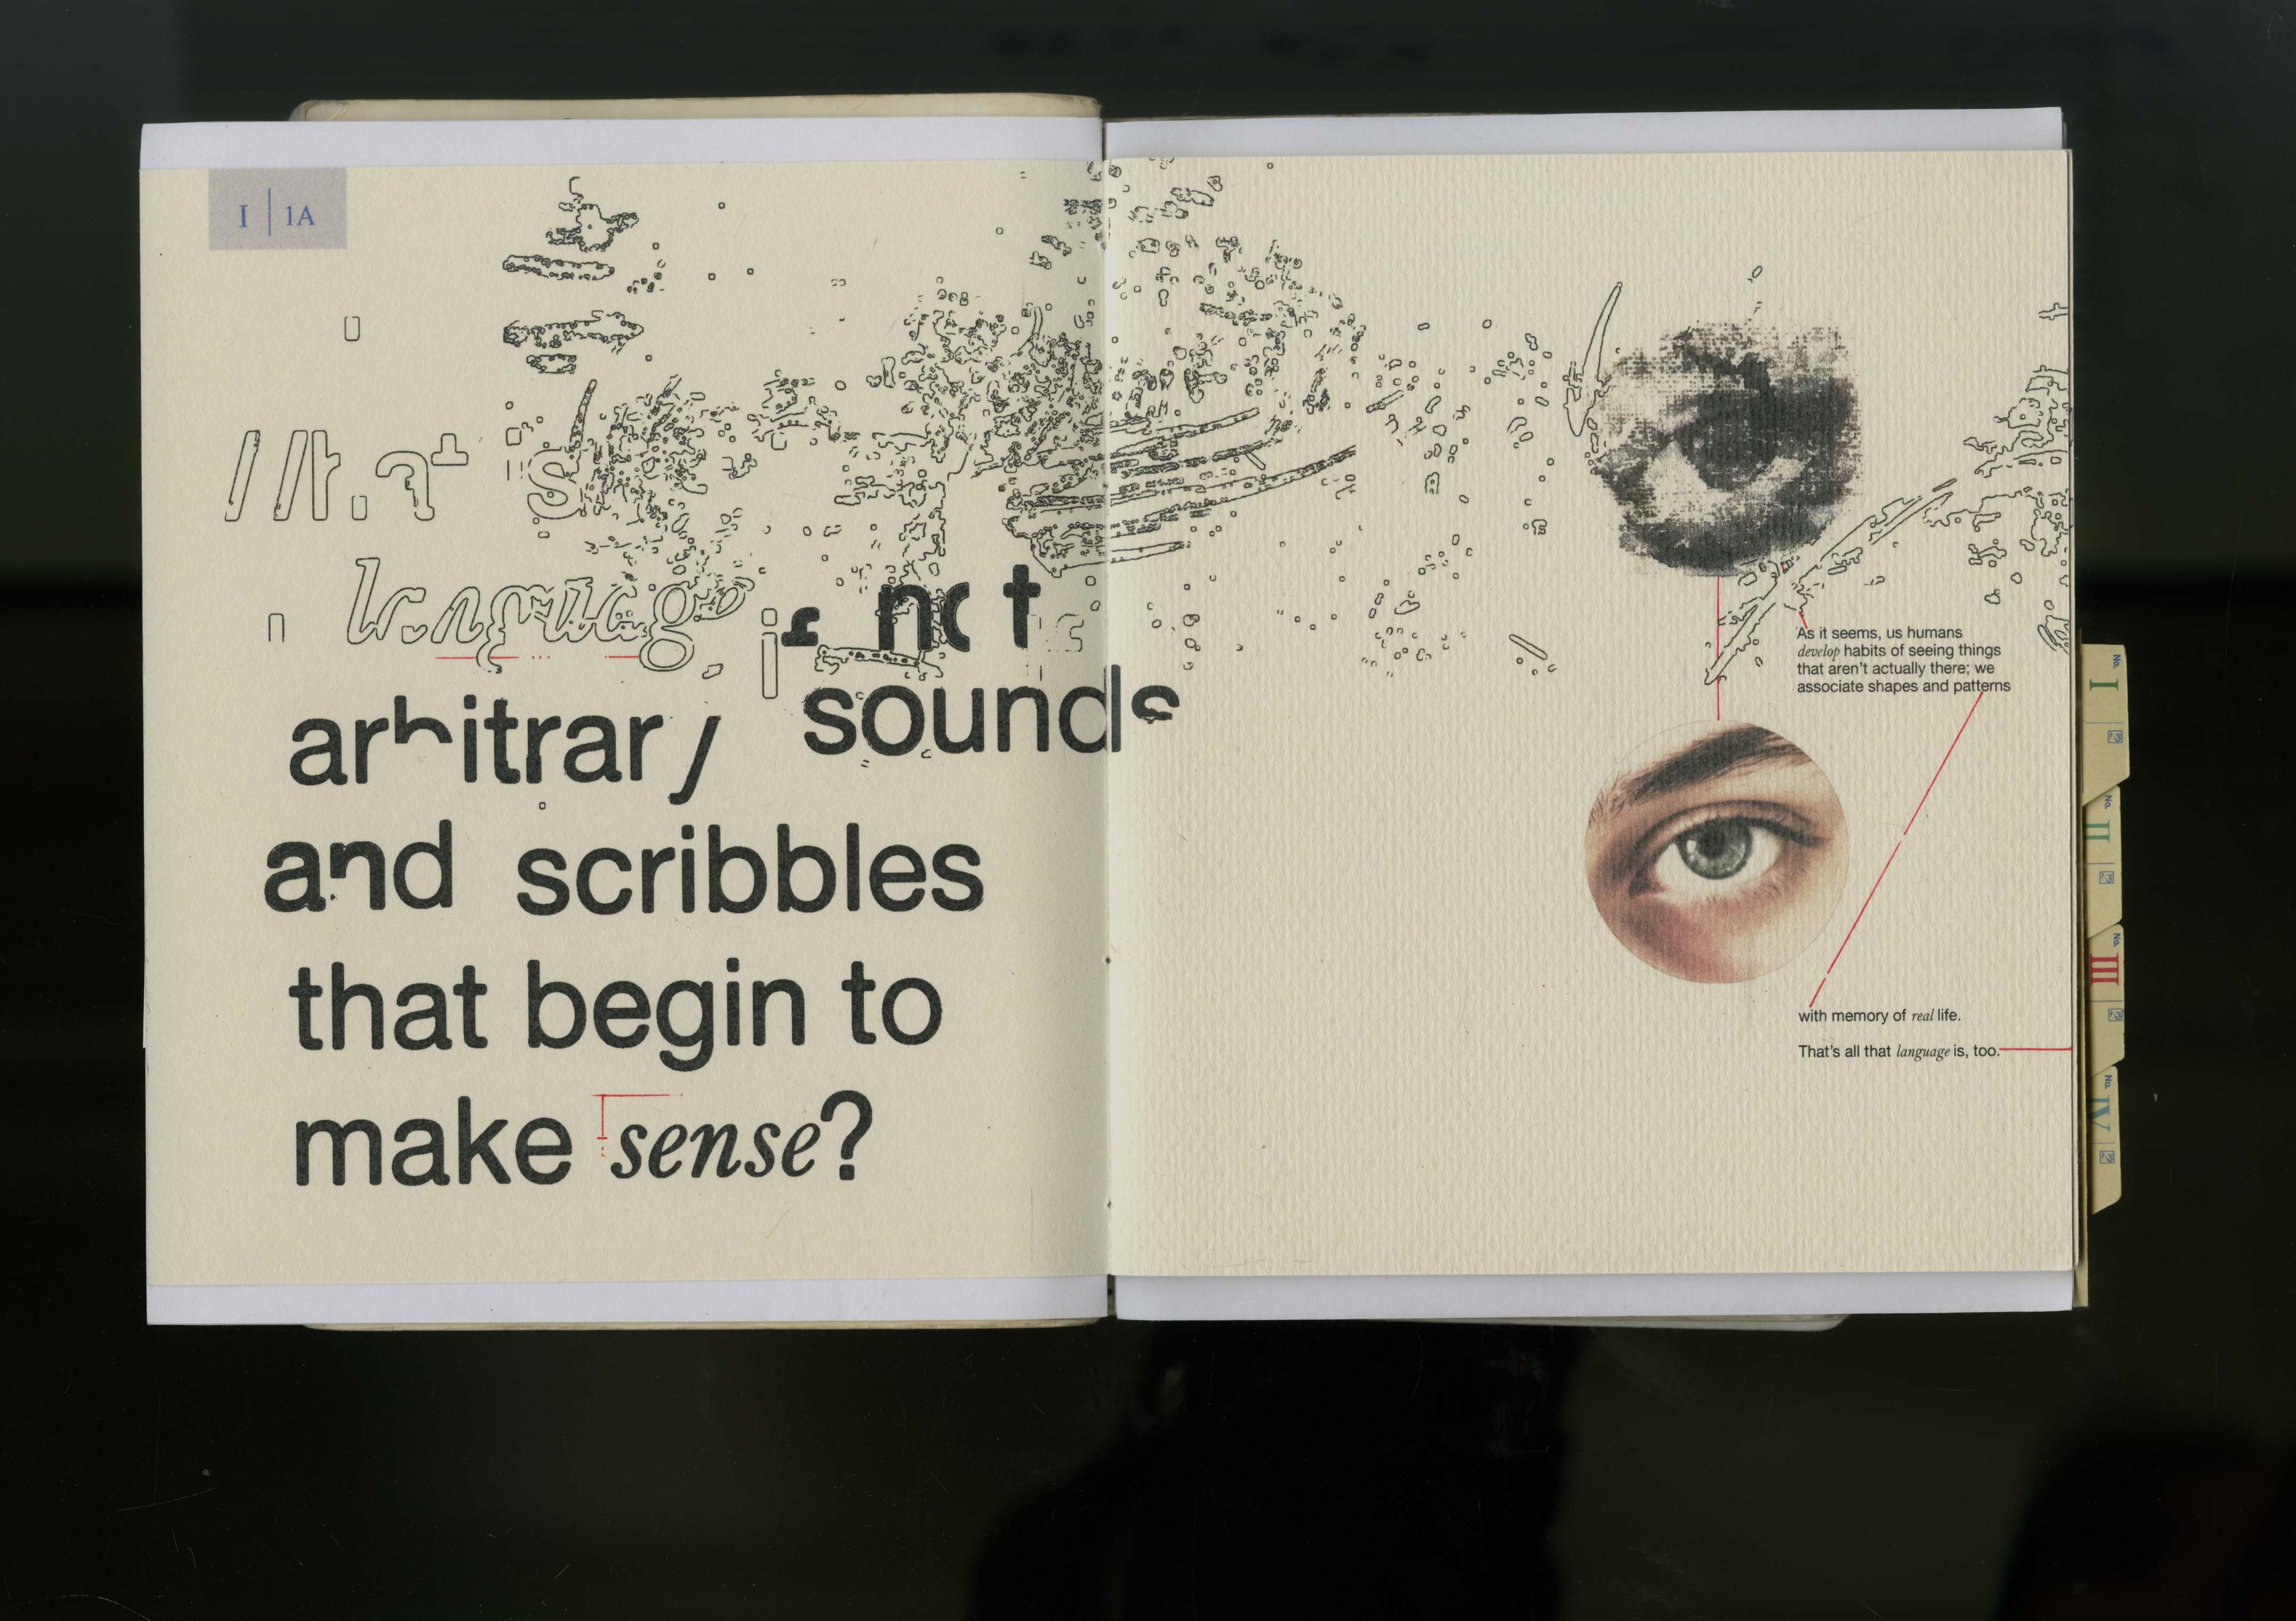 I | 1A
What is
language if not
arbitrary sounds
and scribbles
that begin to
make sense?
As it seems, us humans
develop habits of seeing things
that aren't actually there; we
associate shapes and patterns
with memory of real life.
That's all that language is, too.
No. I
No. II
No. III
No. IV